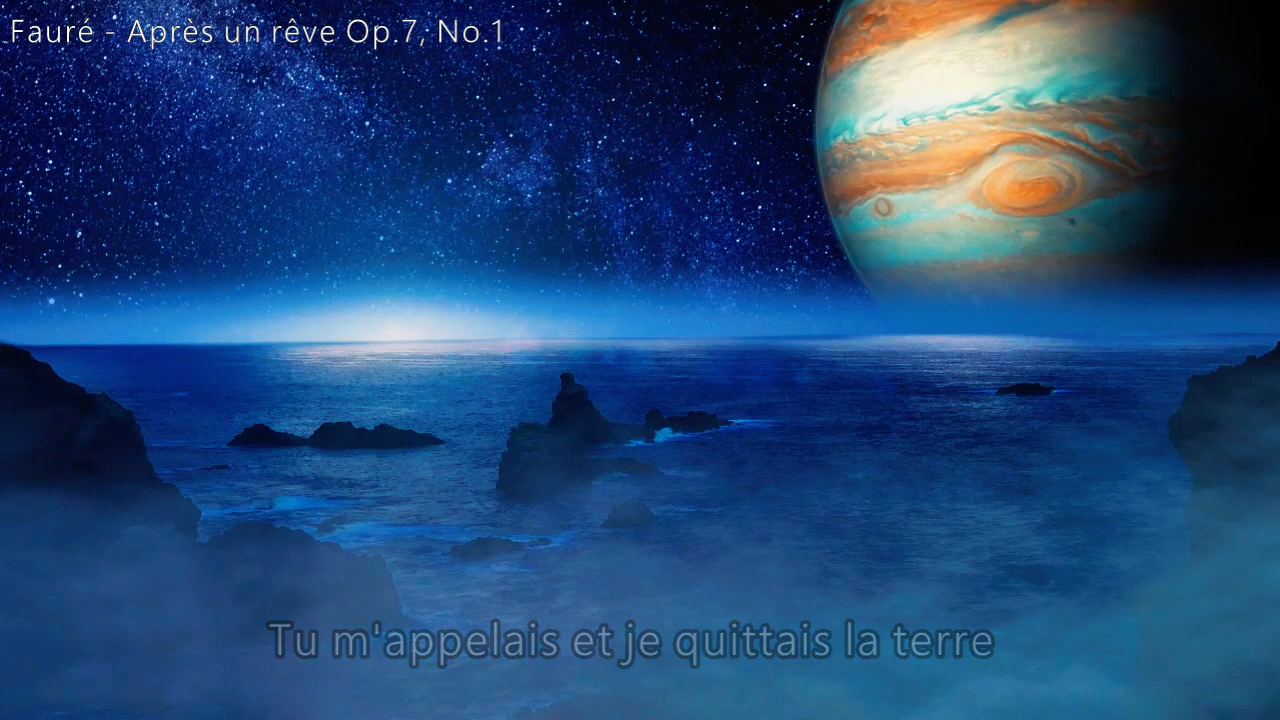 Fauré - Après un rêve Op.7, No.1
Tu m'appelais et je quittais la terre